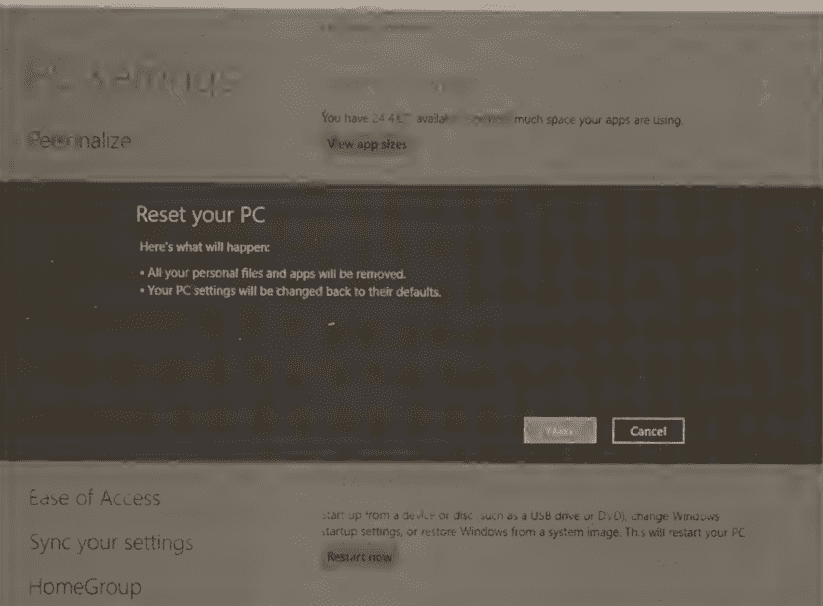 PC settings
Personalize
You have much space your apps are using.
View app sizes
Reset your PC
Here's what will happen:
• All your personal files and apps will be removed.
• Your PC settings will be changed back to their defaults.
Cancel
Ease of Access
start up from a device or disc (such as a USB drive or DVD), change Windows
startup settings, or restore Windows from a system image. This will restart your PC
Restart now
Sync your settings
HomeGroup